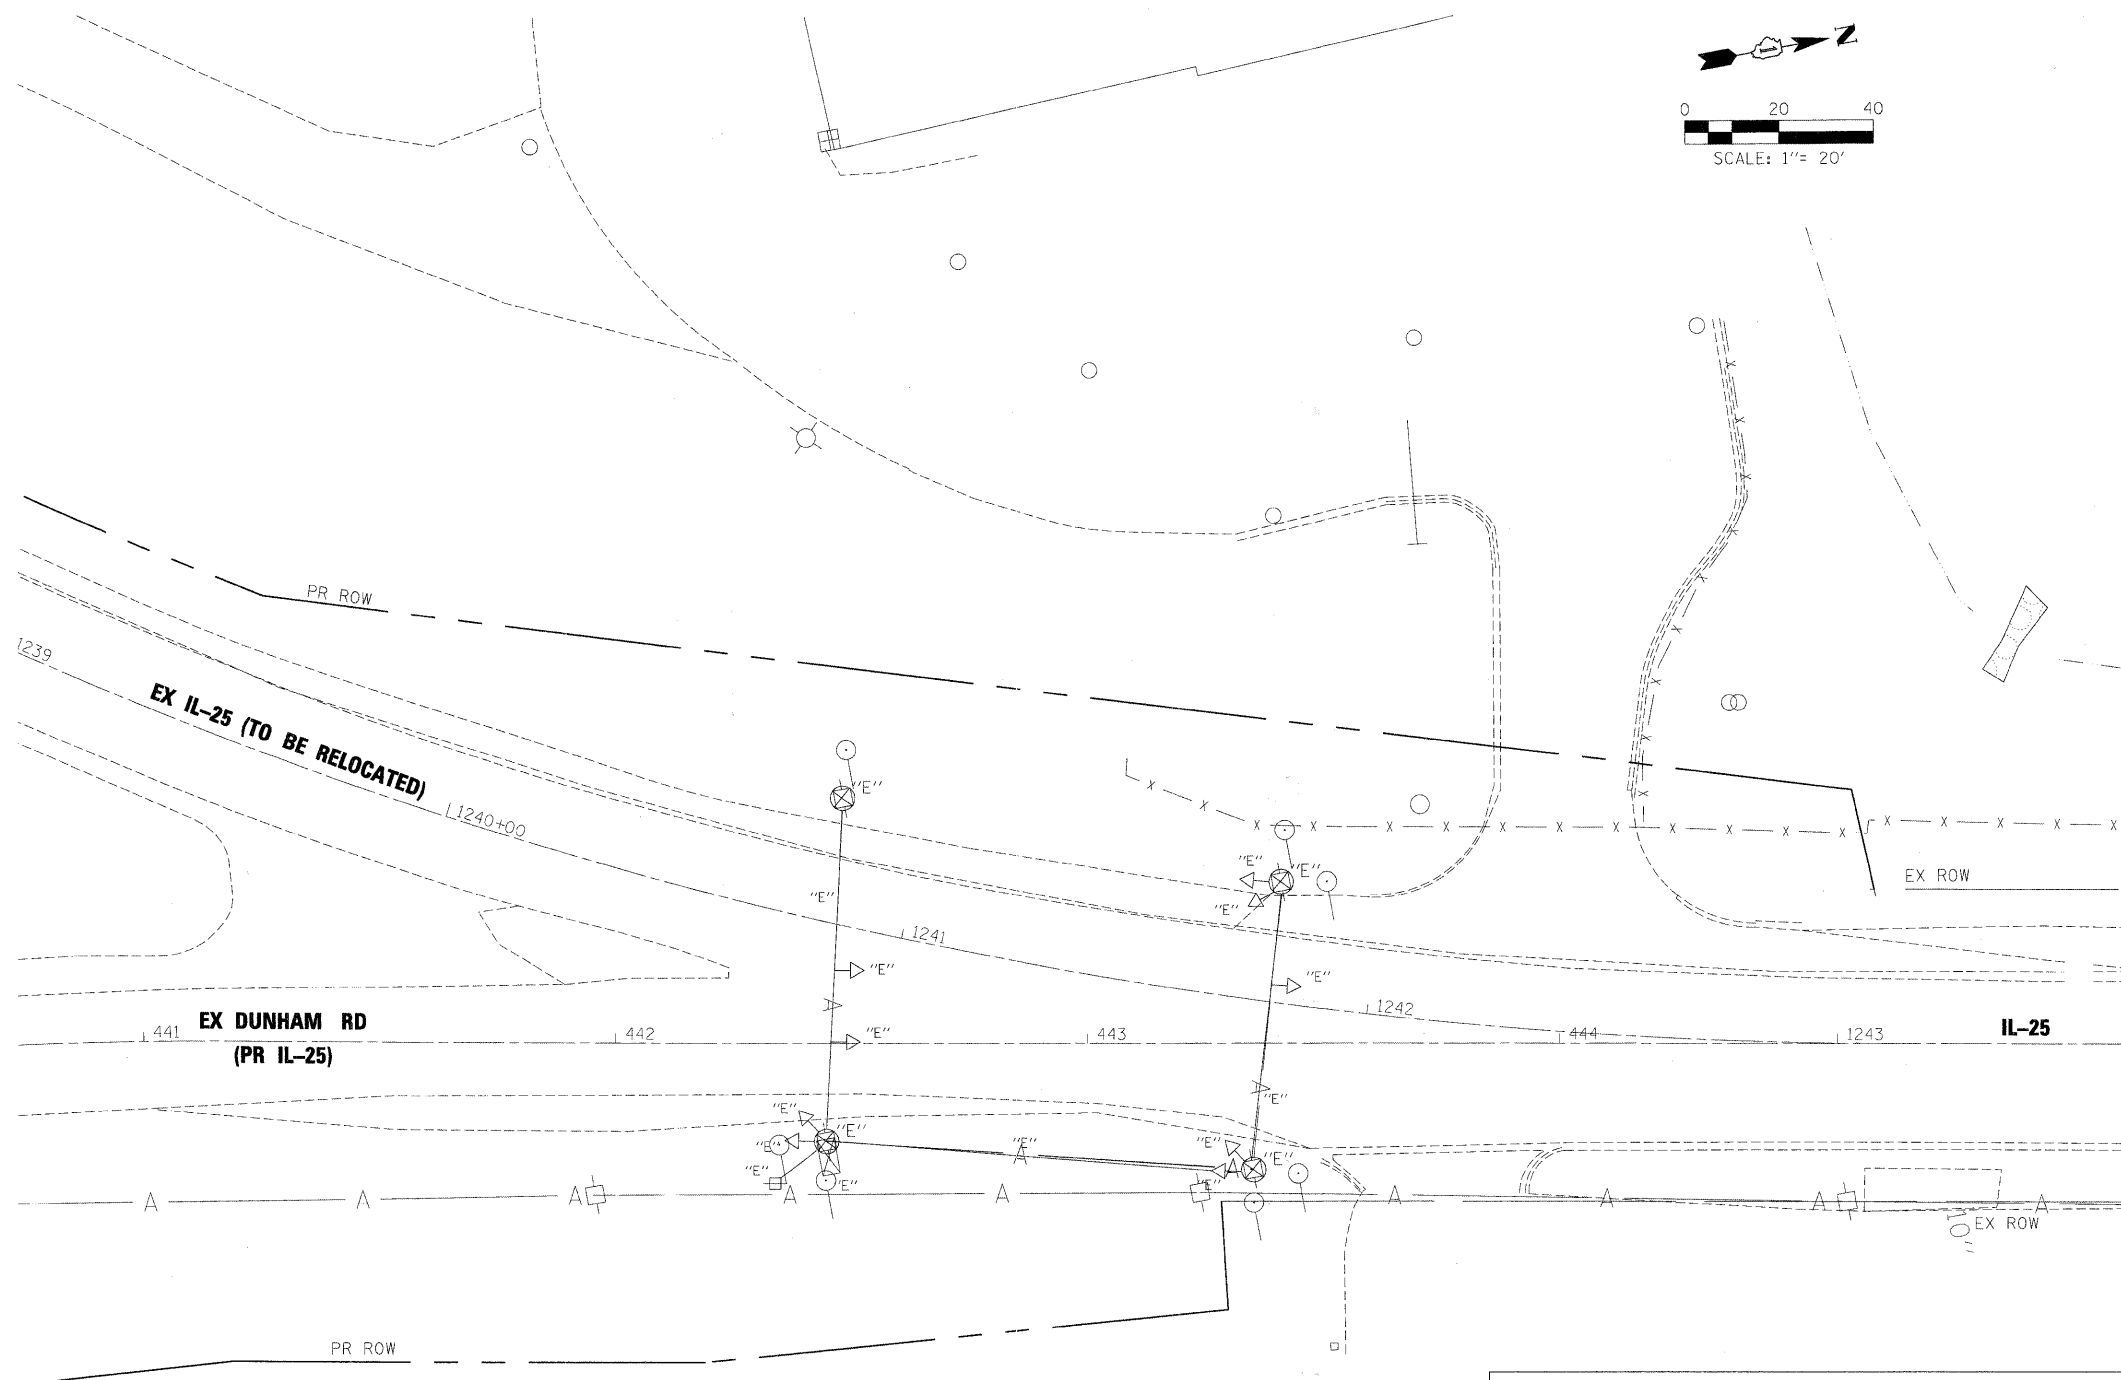 N
0 20 40
SCALE: 1"= 20'
PR ROW
1239
EX IL-25 (TO BE RELOCATED)
1240+00
"E"
"E"
"E" "E"
"E"
EX ROW
1241
"E"
"E"
1242
441
EX DUNHAM RD
(PR IL-25)
442
"E"
443
444
1243
IL-25
"E"
"E"
"E"
"E"
"E"
"E"
"E"
"E"
"E"
"E"
"E"
A A A A A A A A A
10"
EX ROW
PR ROW